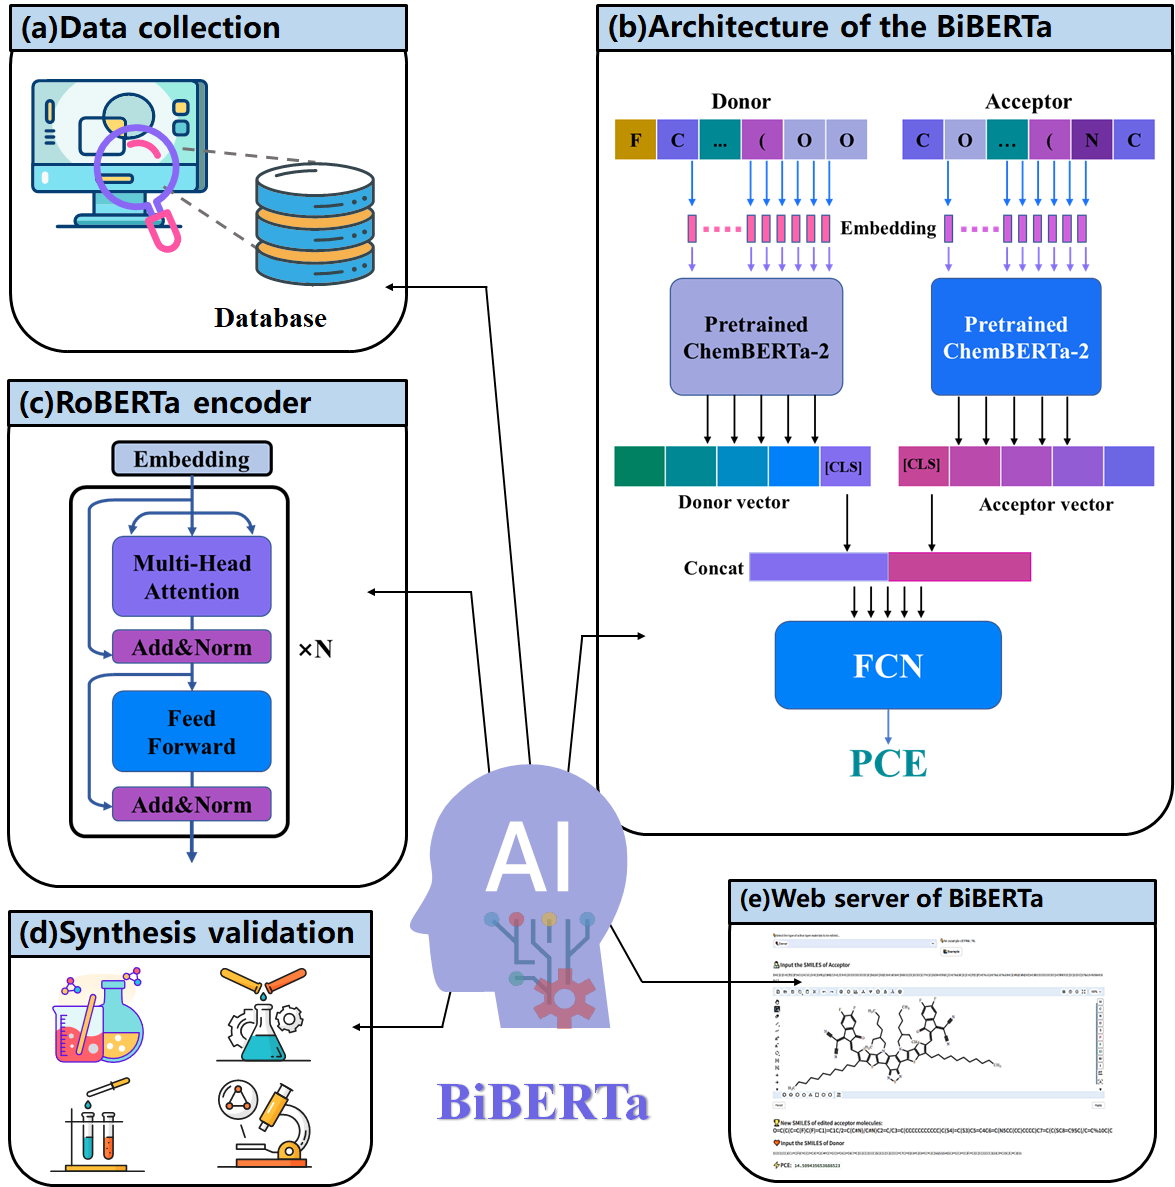 (a)Data collection
Database
(b)Architecture of the BiBERTa
Donor
Acceptor
F C ... ( O O
C O ... ( N C
Embedding
Pretrained
ChemBERTa-2
Pretrained
ChemBERTa-2
[CLS]
[CLS]
Donor vector
Acceptor vector
Concat
FCN
PCE
(c)RoBERTa encoder
Embedding
Multi-Head
Attention
Add&Norm
×N
Feed
Forward
Add&Norm
(d)Synthesis validation
AI
BiBERTa
(e)Web server of BiBERTa
Donor
Example
Input the SMILES of Acceptor
New SMILES of edited acceptor molecules:
Input the SMILES of Donor
PCE: